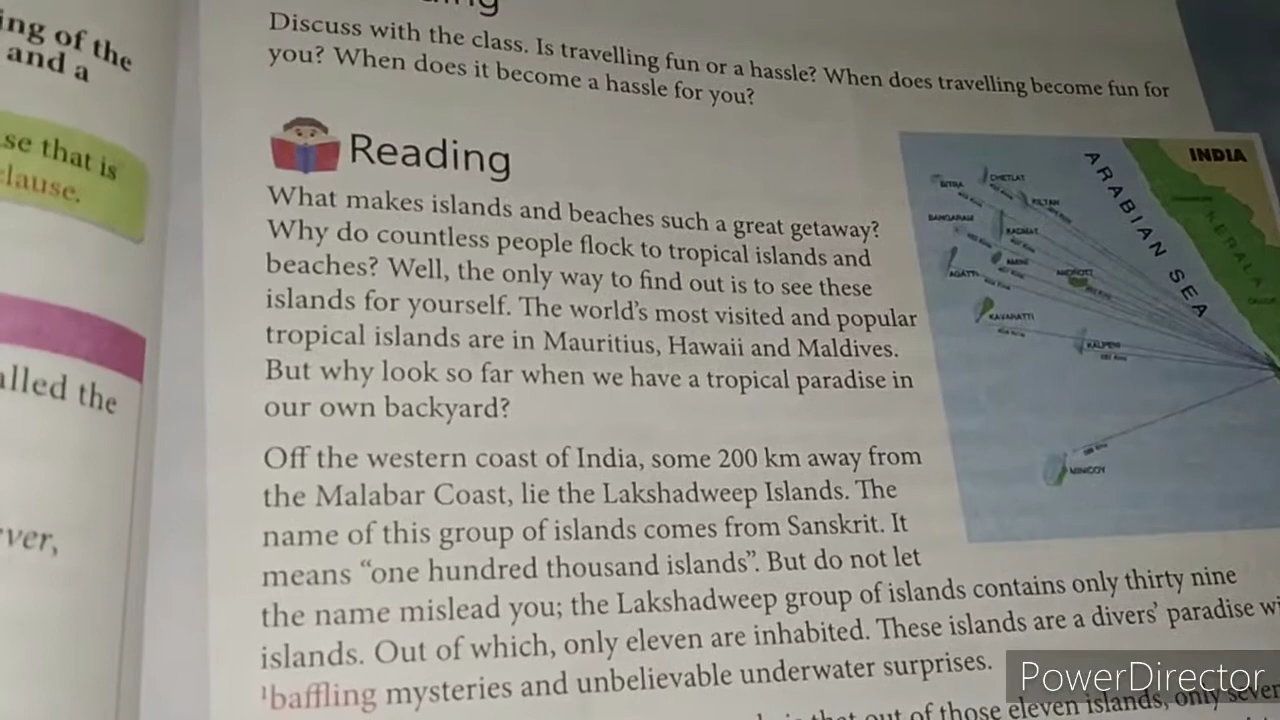 ing of the
and a
se that is
clause.
alled the
ver,
Discuss with the class. Is travelling fun or a hassle? When does travelling become fun for
you? When does it become a hassle for you?
Reading
What makes islands and beaches such a great getaway?
Why do countless people flock to tropical islands and
beaches? Well, the only way to find out is to see these
islands for yourself. The world's most visited and popular
tropical islands are in Mauritius, Hawaii and Maldives.
But why look so far when we have a tropical paradise in
our own backyard?
Off the western coast of India, some 200 km away from
the Malabar Coast, lie the Lakshadweep Islands. The
name of this group of islands comes from Sanskrit. It
means “one hundred thousand islands”. But do not let
the name mislead you; the Lakshadweep group of islands contains only thirty nine
islands. Out of which, only eleven are inhabited. These islands are a divers' paradise wi
¹baffling mysteries and unbelievable underwater surprises.
that out of those eleven islands, only seven
INDIA
ARABIAN SEA
KERALA
BITRA
CHETLAT
KILTAN
BANGARAM
KADMAT
AMINI
AGATTI
ANDROTT
KAVARATTI
KALPENI
MINICOY
PowerDirector